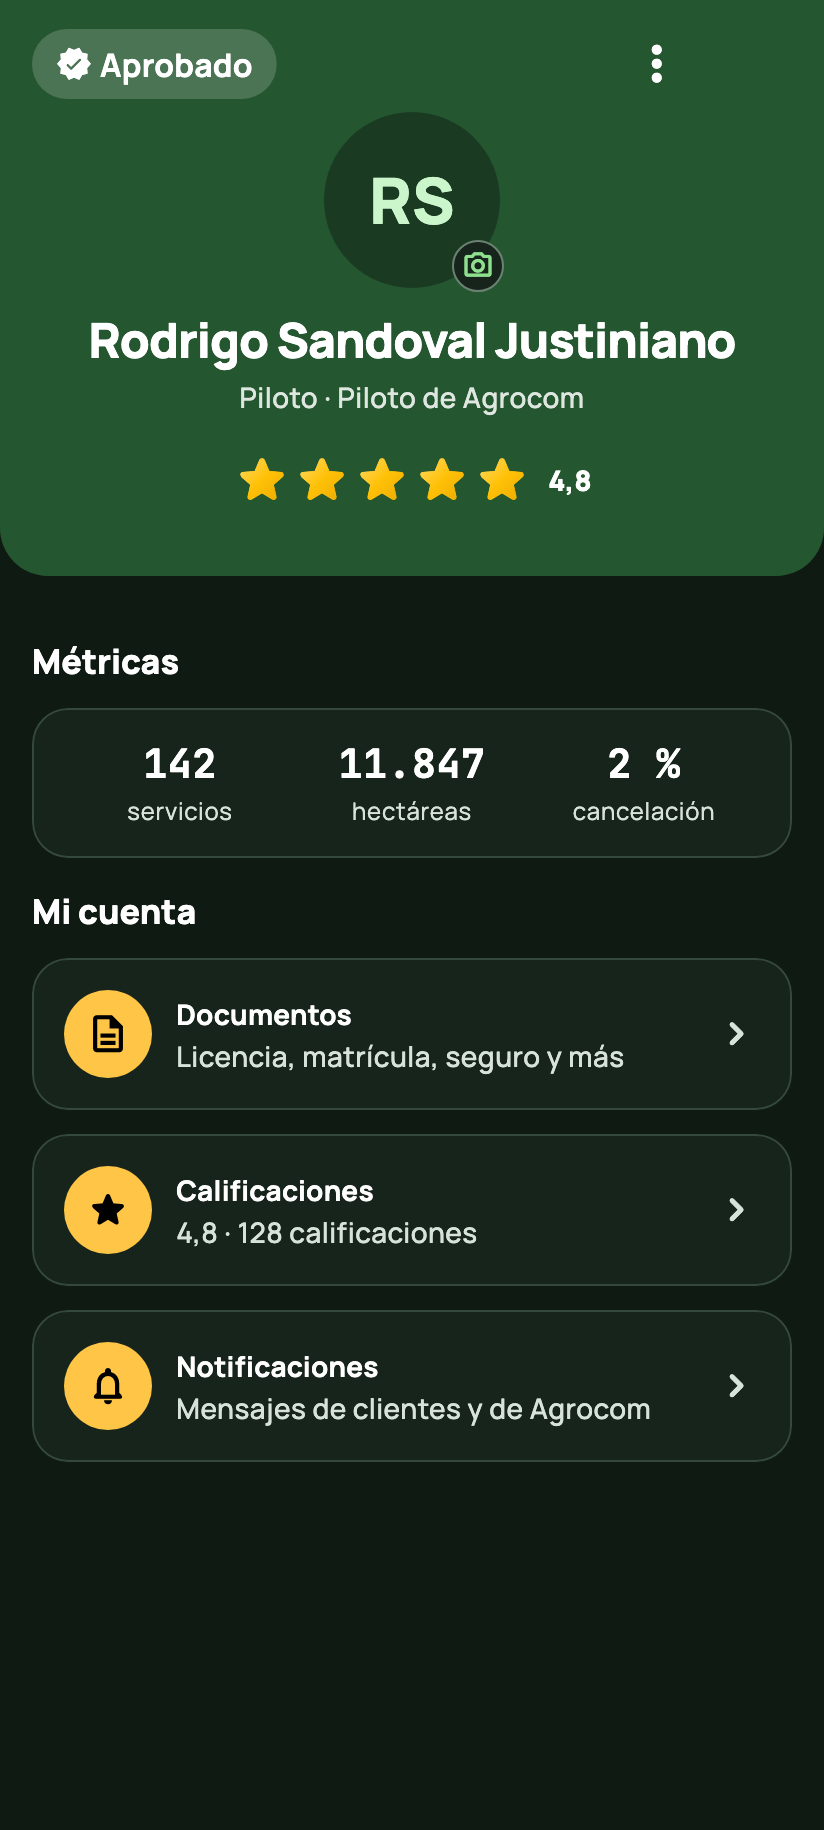 Aprobado
RS
Rodrigo Sandoval Justiniano
Piloto · Piloto de Agrocom
4,8
Métricas
142 11.847 2 %
servicios hectáreas cancelación
Mi cuenta
Documentos
Licencia, matrícula, seguro y más
Calificaciones
4,8 · 128 calificaciones
Notificaciones
Mensajes de clientes y de Agrocom